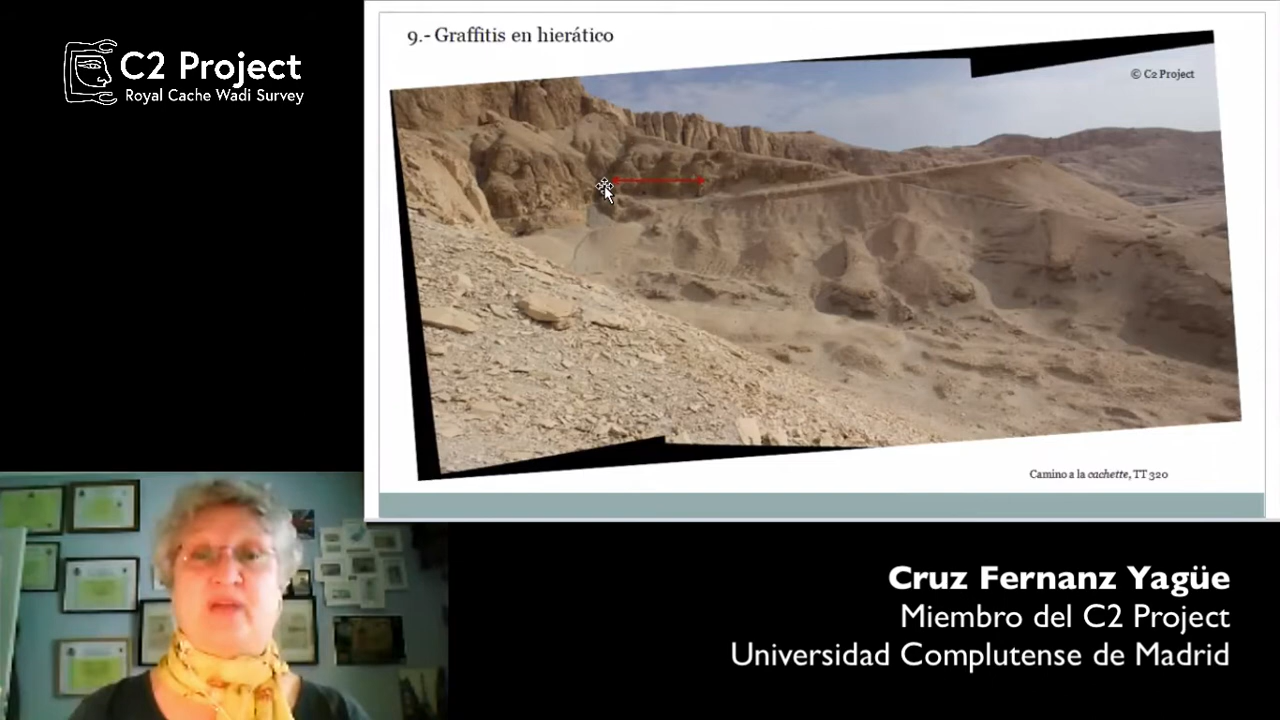 C2 Project
Royal Cache Wadi Survey
9.- Graffitis en hierático
© C2 Project
Camino a la cachette, TT 320
Cruz Fernanz Yagüe
Miembro del C2 Project
Universidad Complutense de Madrid